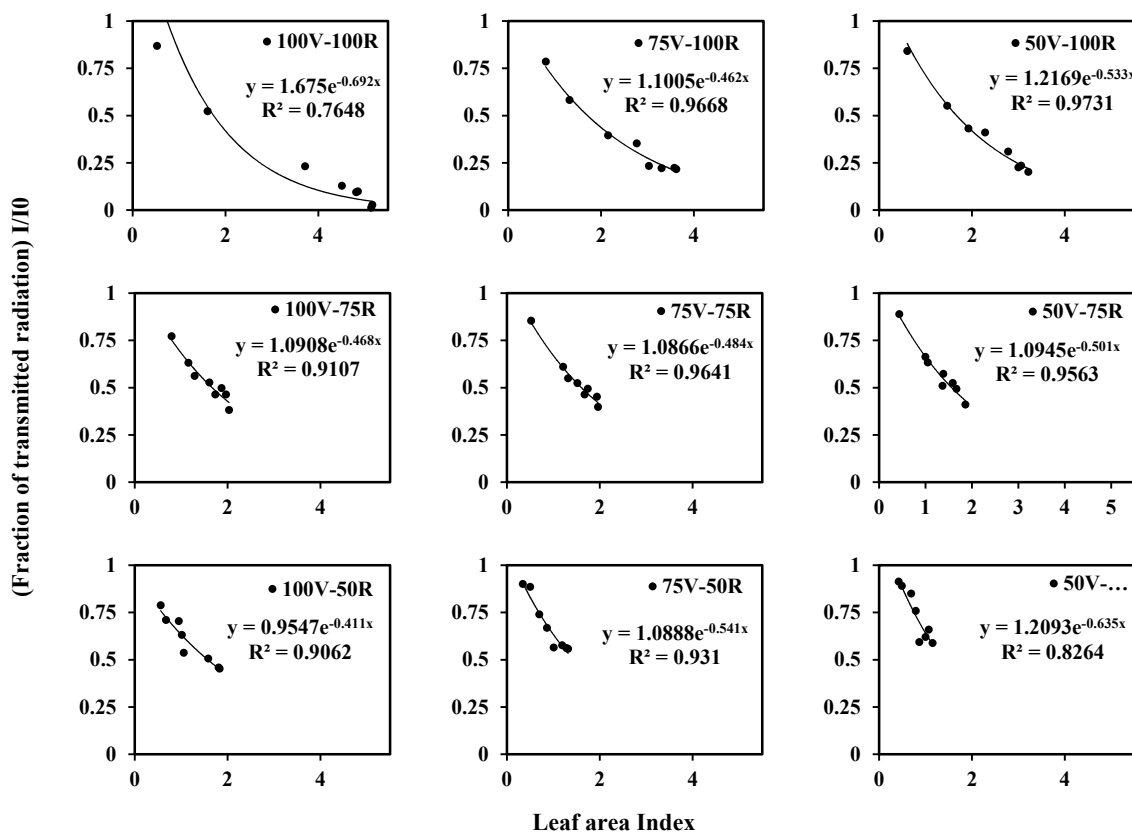 (Fraction of transmitted radiation) I/I0
1
0.75
0.5
0.25
0
0 2 4
100V-100R
y = 1.675e^-0.692x
R² = 0.7648
1
0.75
0.5
0.25
0
0 2 4
75V-100R
y = 1.1005e^-0.462x
R² = 0.9668
1
0.75
0.5
0.25
0
0 2 4
50V-100R
y = 1.2169e^-0.533x
R² = 0.9731
1
0.75
0.5
0.25
0
0 2 4
100V-75R
y = 1.0908e^-0.468x
R² = 0.9107
1
0.75
0.5
0.25
0
0 2 4
75V-75R
y = 1.0866e^-0.484x
R² = 0.9641
1
0.75
0.5
0.25
0
0 1 2 3 4 5
50V-75R
y = 1.0945e^-0.501x
R² = 0.9563
1
0.75
0.5
0.25
0
0 2 4
100V-50R
y = 0.9547e^-0.411x
R² = 0.9062
1
0.75
0.5
0.25
0
0 2 4
75V-50R
y = 1.0888e^-0.541x
R² = 0.931
1
0.75
0.5
0.25
0
0 1 2 3 4 5
50V-…
y = 1.2093e^-0.635x
R² = 0.8264
Leaf area Index